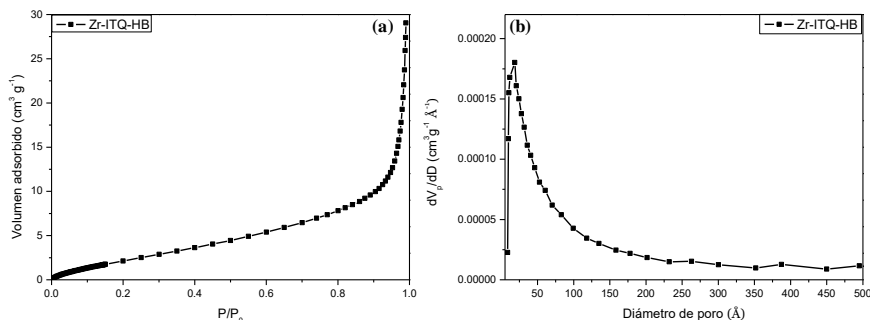 Zr-ITQ-HB
(a)
Volumen adsorbido (cm³ g⁻¹)
30
25
20
15
10
5
0
0.0 0.2 0.4 0.6 0.8 1.0
P/P₀
Zr-ITQ-HB
(b)
dVₚ/dD (cm³g⁻¹ Å⁻¹)
0.00020
0.00015
0.00010
0.00005
0.00000
50 100 150 200 250 300 350 400 450 500
Diámetro de poro (Å)